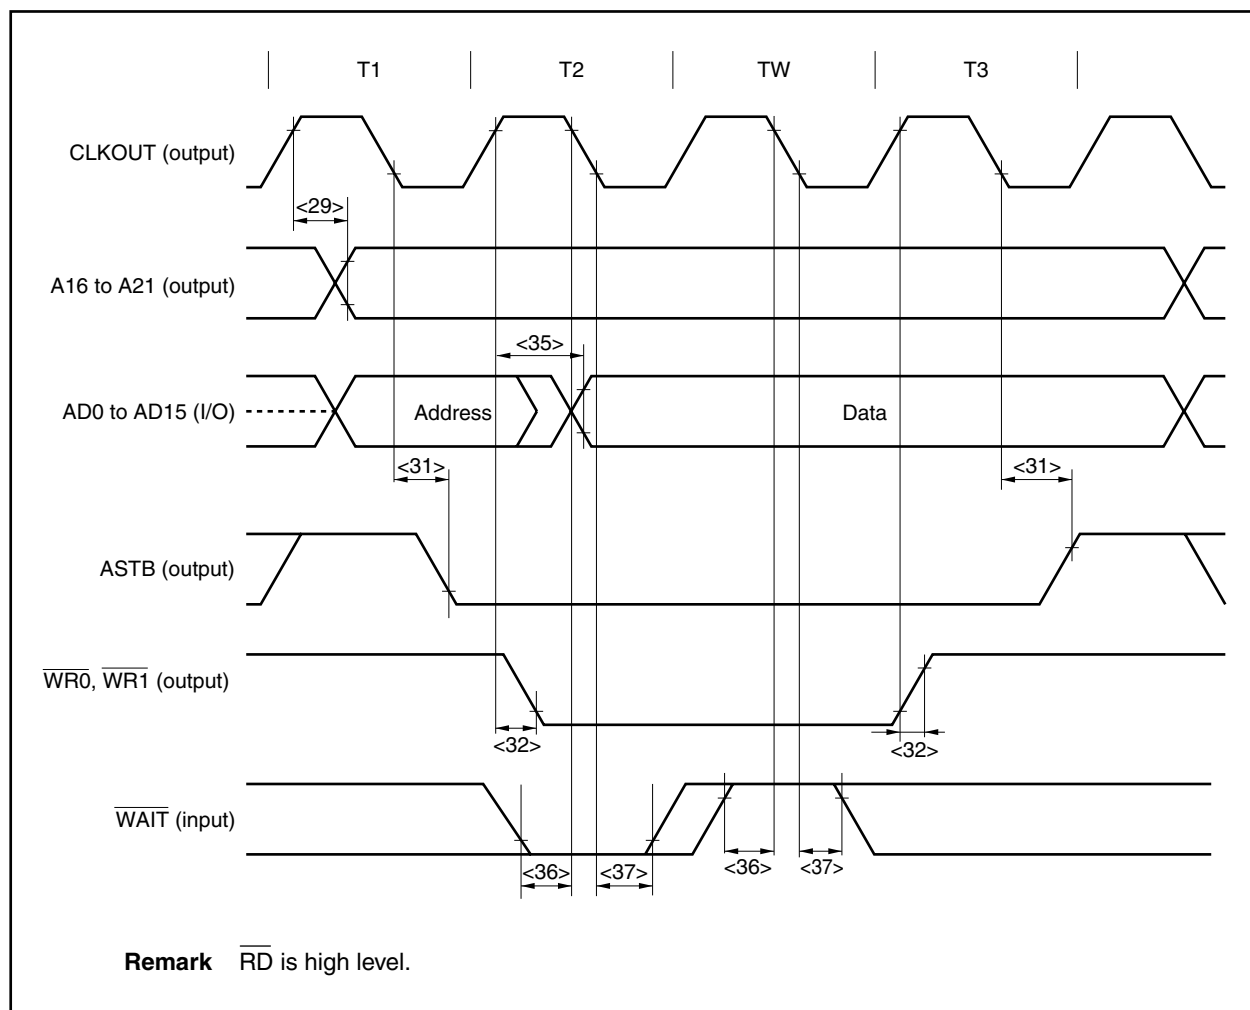 T1 T2 TW T3
CLKOUT (output)
<29>
A16 to A21 (output)
<35>
AD0 to AD15 (I/O) Address Data
<31> <31>
ASTB (output)
WR0, WR1 (output)
<32> <32>
WAIT (input)
<36> <37> <36> <37>
Remark RD is high level.